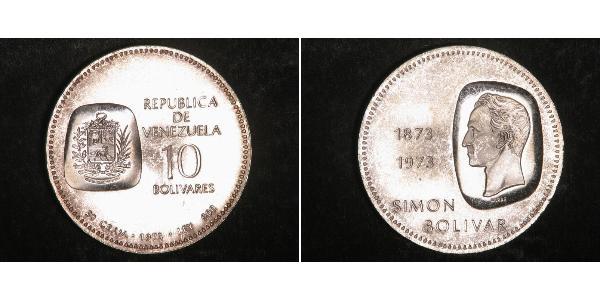 REPUBLICA
DE
VENEZUELA
10
BOLIVARES
1873
1973
SIMON
BOLIVAR